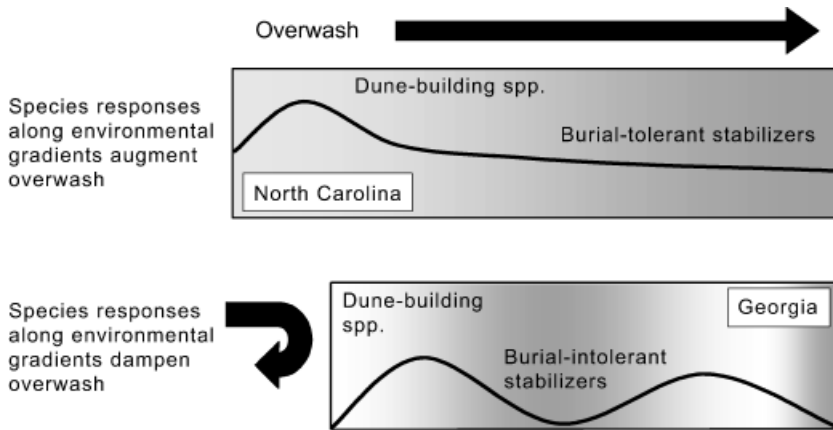 Overwash
Species responses
along environmental
gradients augment
overwash
Dune-building spp.
Burial-tolerant stabilizers
North Carolina
Species responses
along environmental
gradients dampen
overwash
Dune-building
spp.
Georgia
Burial-intolerant
stabilizers